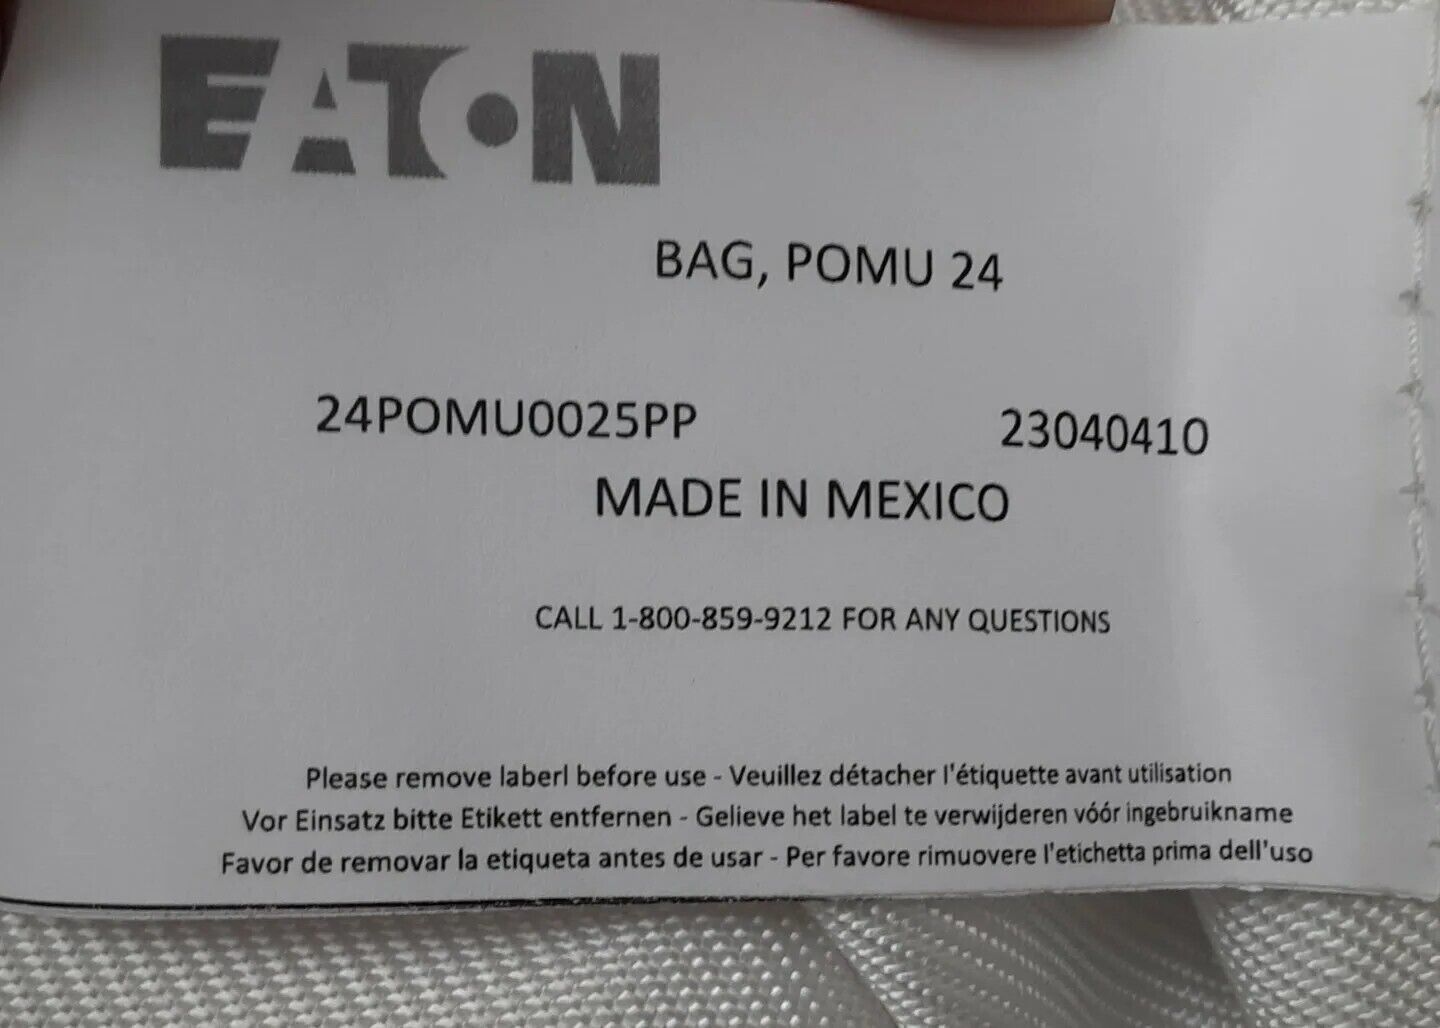 EATON
BAG, POMU 24
24POMU0025PP 23040410
MADE IN MEXICO
CALL 1-800-859-9212 FOR ANY QUESTIONS
Please remove laberl before use - Veuillez détacher l'étiquette avant utilisation
Vor Einsatz bitte Etikett entfernen - Gelieve het label te verwijderen vóór ingebruikname
Favor de removar la etiqueta antes de usar - Per favore rimuovere l'etichetta prima dell'uso